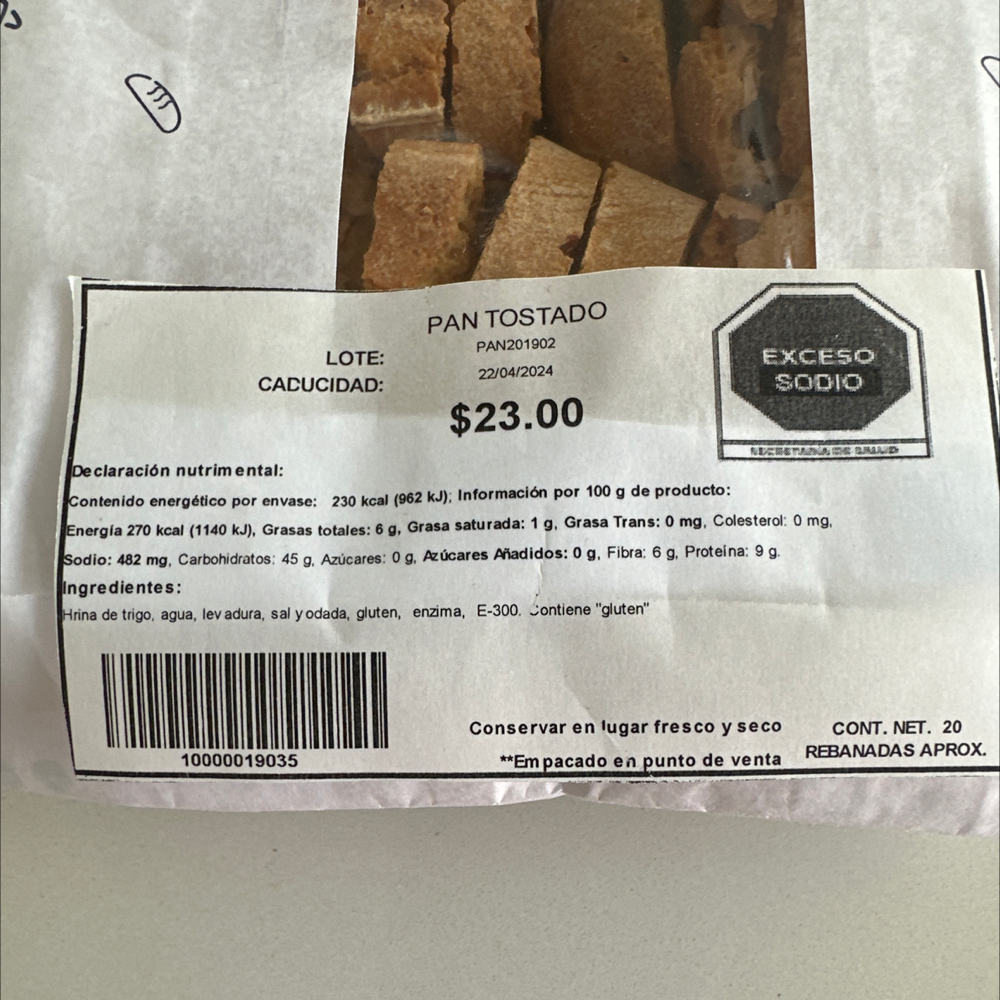 PAN TOSTADO
LOTE: PAN201902
CADUCIDAD: 22/04/2024
$23.00
EXCESO
SODIO
SECRETARÍA DE SALUD
Declaración nutrimental:
Contenido energético por envase: 230 kcal (962 kJ); Información por 100 g de producto:
Energía 270 kcal (1140 kJ), Grasas totales: 6 g, Grasa saturada: 1 g, Grasa Trans: 0 mg, Colesterol: 0 mg,
Sodio: 482 mg, Carbohidratos: 45 g, Azúcares: 0 g, Azúcares Añadidos: 0 g, Fibra: 6 g, Proteína: 9 g.
Ingredientes:
Hrina de trigo, agua, levadura, sal yodada, gluten, enzima, E-300. Contiene "gluten"
10000019035
Conservar en lugar fresco y seco
**Empacado en punto de venta
CONT. NET. 20
REBANADAS APROX.